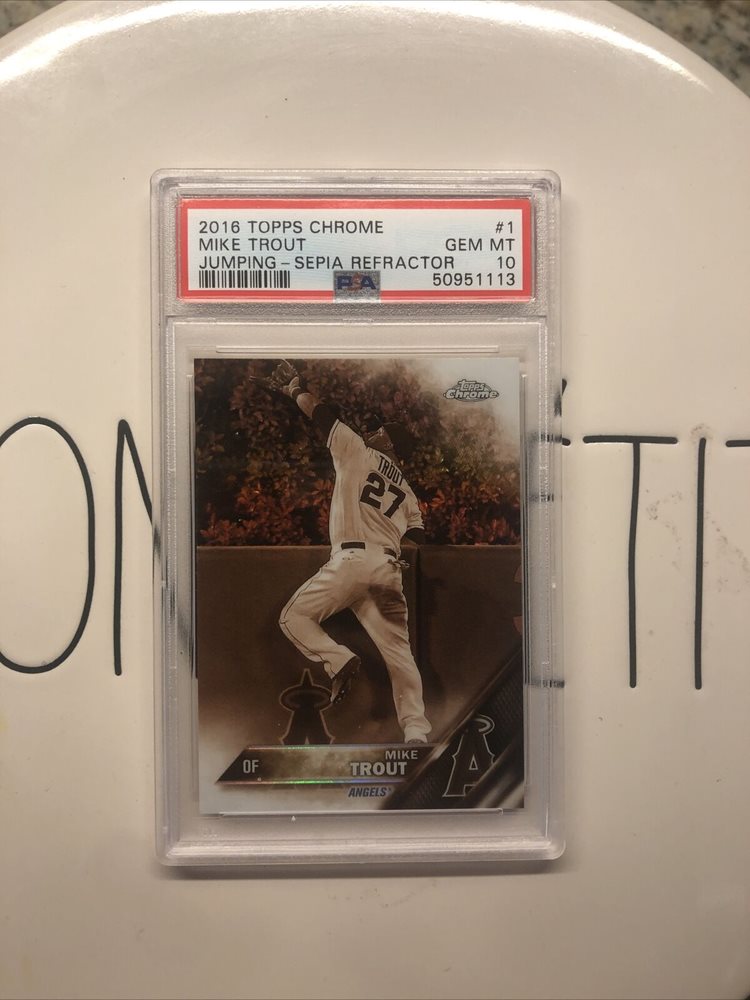 2016 TOPPS CHROME #1
MIKE TROUT GEM MT
JUMPING-SEPIA REFRACTOR 10
PSA 50951113
Topps
Chrome
TROUT
27
OF MIKE
TROUT
ANGELS
A